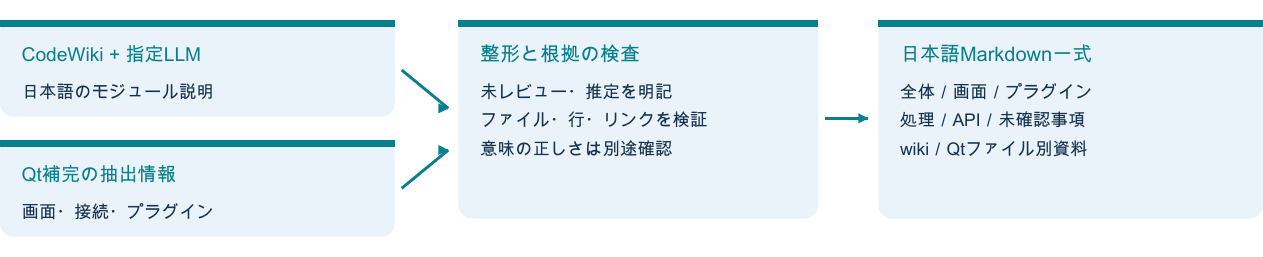 CodeWiki + 指定LLM
日本語のモジュール説明
Qt補完の抽出情報
画面・接続・プラグイン
整形と根拠の検査
未レビュー・推定を明記
ファイル・行・リンクを検証
意味の正しさは別途確認
日本語Markdown一式
全体 / 画面 / プラグイン
処理 / API / 未確認事項
wiki / Qtファイル別資料